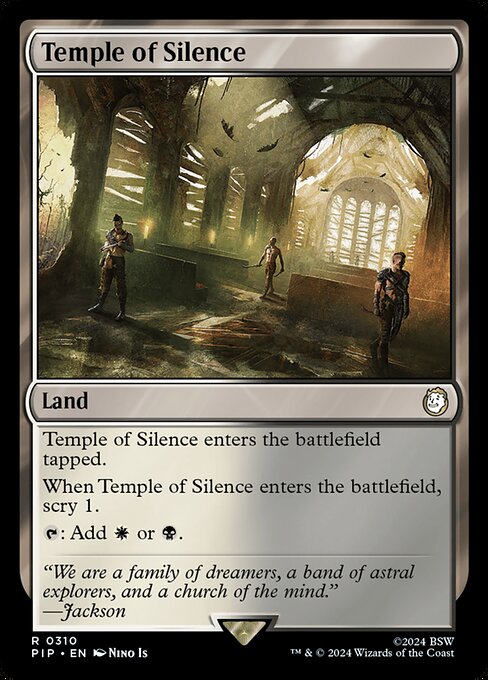 Temple of Silence
Land
Temple of Silence enters the battlefield
tapped.
When Temple of Silence enters the battlefield,
scry 1.
: Add or .
“We are a family of dreamers, a band of astral
explorers, and a church of the mind.”
—Jackson
R 0310
PIP • EN Nino Is
©2024 BSW
™ & © 2024 Wizards of the Coast